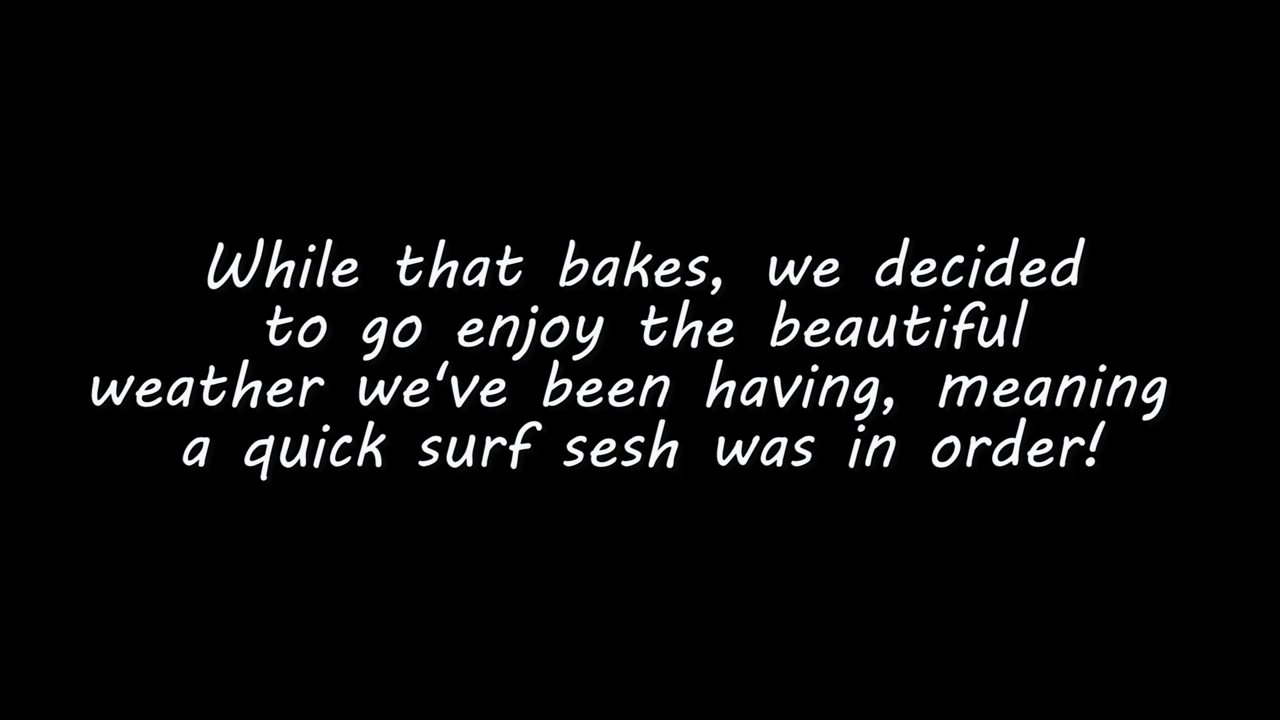 While that bakes, we decided
to go enjoy the beautiful
weather we've been having, meaning
a quick surf sesh was in order!